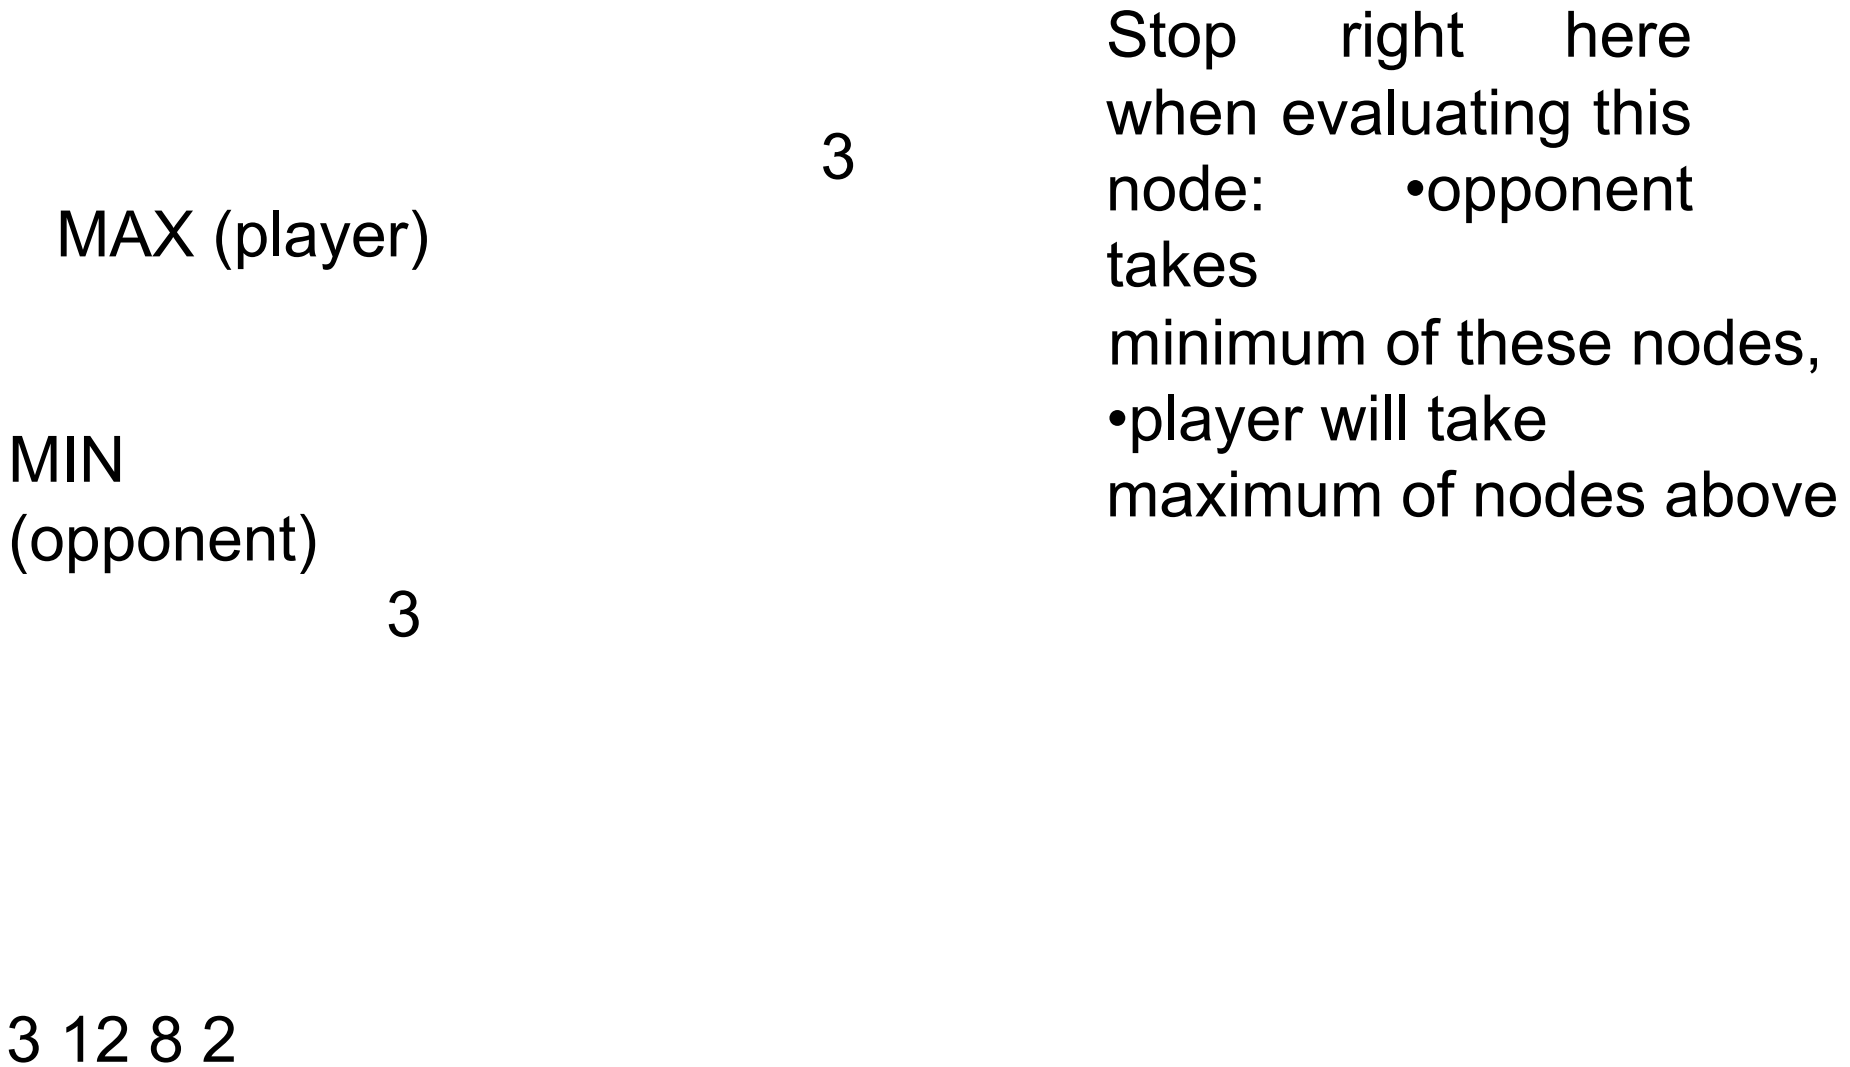 3
MAX (player)
MIN
(opponent)
3
3 12 8 2
Stop right here
when evaluating this
node: •opponent
takes
minimum of these nodes,
•player will take
maximum of nodes above